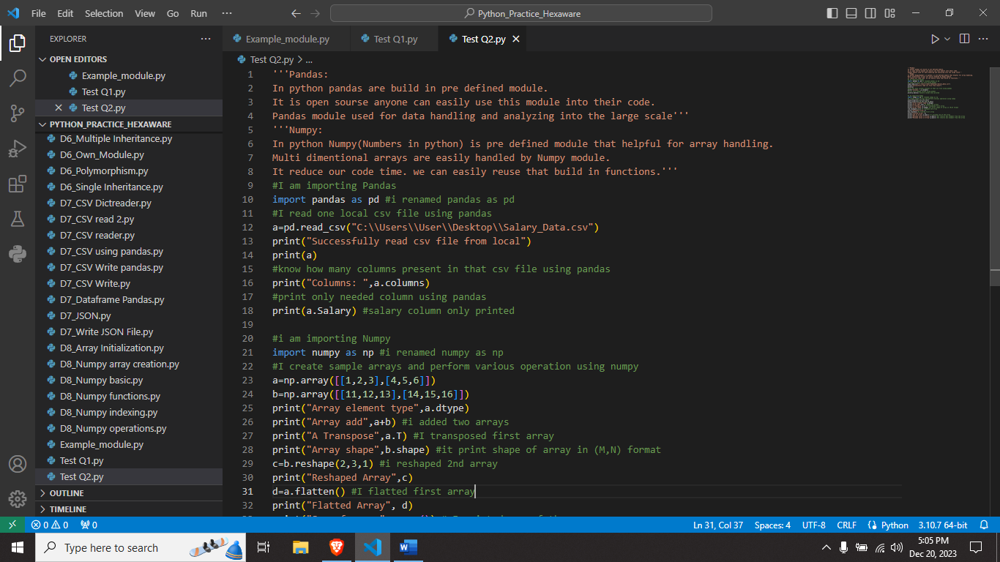 File Edit Selection View Go Run ··· Python_Practice_Hexaware
EXPLORER ···
OPEN EDITORS
Example_module.py
Test Q1.py
Test Q2.py
PYTHON_PRACTICE_HEXAWARE
D6_Multiple Inheritance.py
D6_Own_Module.py
D6_Polymorphism.py
D6_Single Inheritance.py
D7_CSV Dictreader.py
D7_CSV read 2.py
D7_CSV reader.py
D7_CSV using pandas.py
D7_CSV Write pandas.py
D7_CSV Write.py
D7_Dataframe Pandas.py
D7_JSON.py
D7_Write JSON File.py
D8_Array Initialization.py
D8_Numpy array creation.py
D8_Numpy basic.py
D8_Numpy functions.py
D8_Numpy indexing.py
D8_Numpy operations.py
Example_module.py
Test Q1.py
Test Q2.py
OUTLINE
TIMELINE
Example_module.py Test Q1.py Test Q2.py
Test Q2.py > ...
1 '''Pandas:
2 In python pandas are build in pre defined module.
3 It is open sourse anyone can easily use this module into their code.
4 Pandas module used for data handling and analyzing into the large scale'''
5 '''Numpy:
6 In python Numpy(Numbers in python) is pre defined module that helpful for array handling.
7 Multi dimentional arrays are easily handled by Numpy module.
8 It reduce our code time. we can easily reuse that build in functions.'''
9 #I am importing Pandas
10 import pandas as pd #i renamed pandas as pd
11 #I read one local csv file using pandas
12 a=pd.read_csv("C:\\Users\\User\\Desktop\\Salary_Data.csv")
13 print("Successfully read csv file from local")
14 print(a)
15 #know how many columns present in that csv file using pandas
16 print("Columns: ",a.columns)
17 #print only needed column using pandas
18 print(a.Salary) #salary column only printed
19
20 #i am importing Numpy
21 import numpy as np #i renamed numpy as np
22 #I create sample arrays and perform various operation using numpy
23 a=np.array([[1,2,3],[4,5,6]])
24 b=np.array([[11,12,13],[14,15,16]])
25 print("Array element type",a.dtype)
26 print("Array add",a+b) #i added two arrays
27 print("A Transpose",a.T) #I transposed first array
28 print("Array shape",b.shape) #it print shape of array in (M,N) format
29 c=b.reshape(2,3,1) #i reshaped 2nd array
30 print("Reshaped Array",c)
31 d=a.flatten() #I flatted first array
32 print("Flatted Array", d)
0 0 0 Ln 31, Col 37 Spaces: 4 UTF-8 CRLF Python 3.10.7 64-bit
Type here to search
5:05 PM
Dec 20, 2023